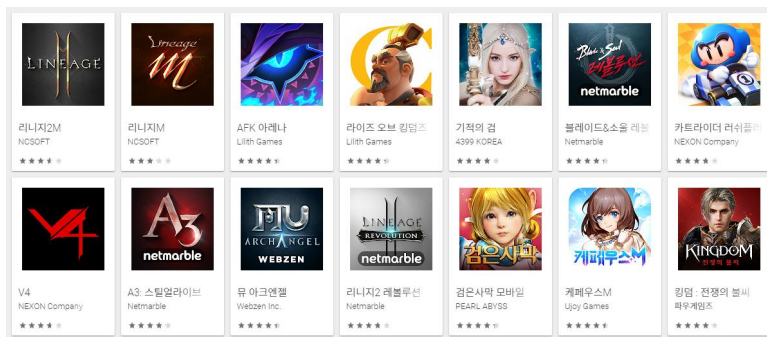 LINEAGE
Lineage
m
Blade & Soul
레볼루션
netmarble
리니지2M
리니지M
AFK 아레나
라이즈 오브 킹덤즈
기적의 검
블레이드&소울 레볼
카트라이더 러쉬플러
NCSOFT
NCSOFT
Lilith Games
Lilith Games
4399 KOREA
Netmarble
NEXON Company
V4
A3
netmarble
MU
ARCHANGEL
WEBZEN
LINEAGE
2
REVOLUTION
netmarble
검은사막
케페우스M
KINGDOM
전쟁의 불씨
V4
A3: 스틸얼라이브
뮤 아크엔젤
리니지2 레볼루션
검은사막 모바일
케페우스M
킹덤 : 전쟁의 불씨
NEXON Company
Netmarble
Webzen Inc.
Netmarble
PEARL ABYSS
Ujoy Games
파우게임즈